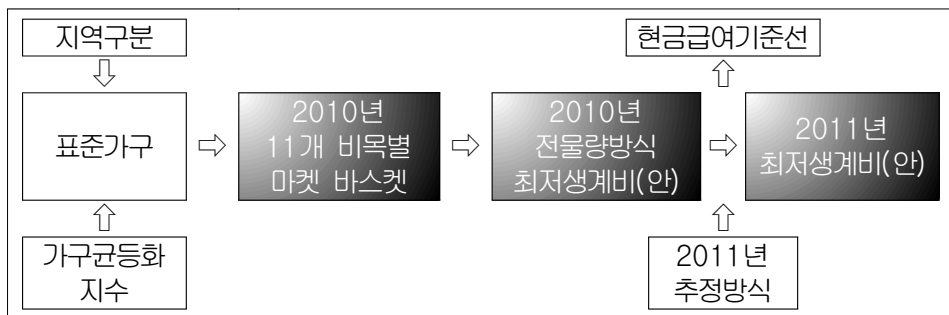 지역구분
현금급여기준선
표준가구
2010년
11개 비목별
마켓 바스켓
2010년
전물량방식
최저생계비(안)
2011년
최저생계비(안)
가구균등화
지수
2011년
추정방식